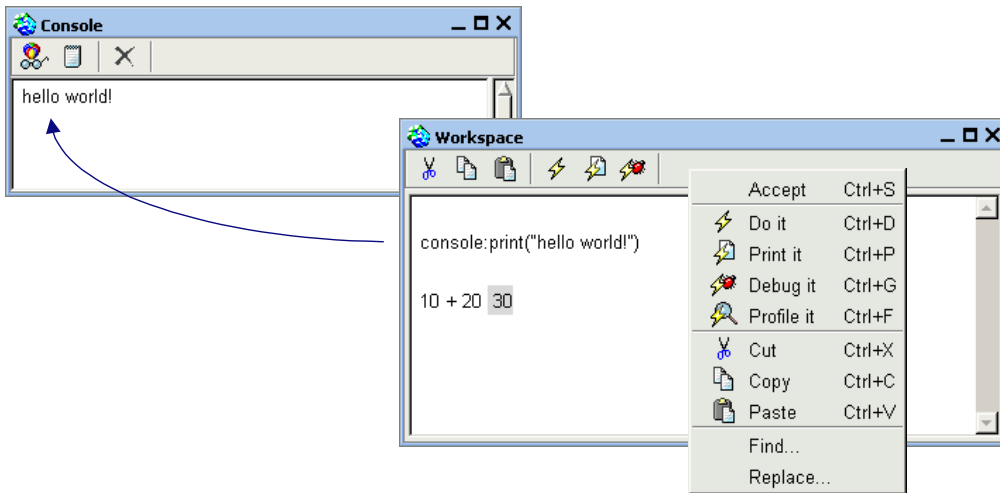 Console
hello world!
Workspace
console:print("hello world!")
10 + 20 30
Accept Ctrl+S
Do it Ctrl+D
Print it Ctrl+P
Debug it Ctrl+G
Profile it Ctrl+F
Cut Ctrl+X
Copy Ctrl+C
Paste Ctrl+V
Find...
Replace...